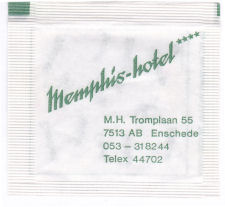 Memphis-hotel ****
M.H. Tromplaan 55
7513 AB Enschede
053 – 318244
Telex 44702